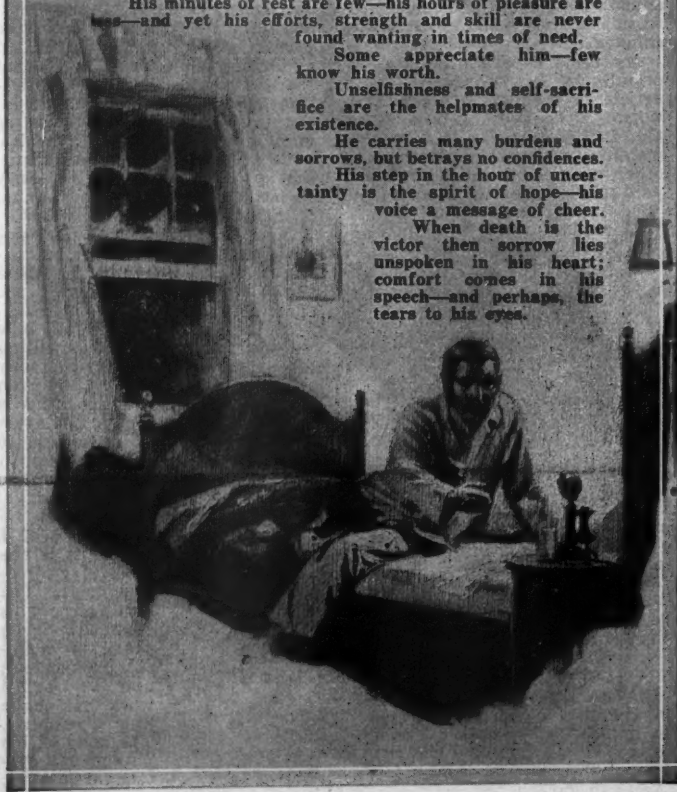 His minutes of rest are few—his hours of pleasure are
less—and yet his efforts, strength and skill are never
found wanting in times of need.
Some appreciate him—few
know his worth.
Unselfishness and self-sacri-
fice are the helpmates of his
existence.
He carries many burdens and
sorrows, but betrays no confidences.
His step in the hour of uncer-
tainty is the spirit of hope—his
voice a message of cheer.
When death is the
victor then sorrow lies
unspoken in his heart;
comfort comes in his
speech—and perhaps, the
tears to his eyes.